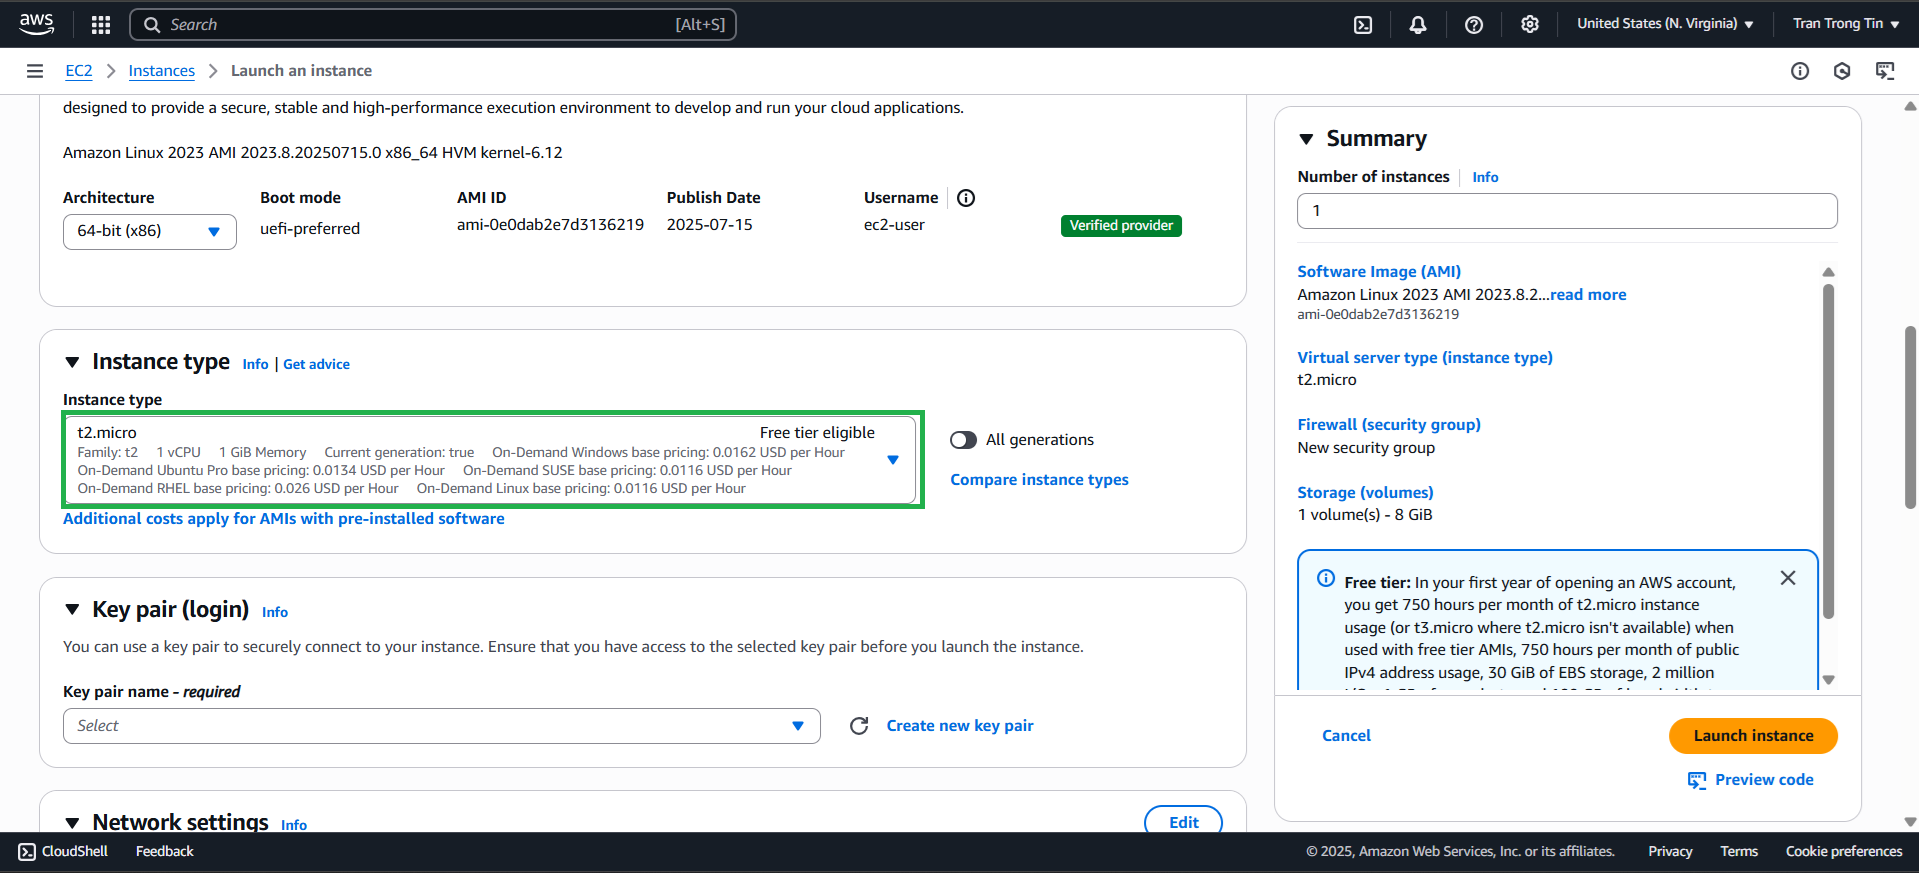 aws
Search
[Alt+S]
United States (N. Virginia)
Tran Trong Tin
EC2
Instances
Launch an instance
designed to provide a secure, stable and high-performance execution environment to develop and run your cloud applications.
Amazon Linux 2023 AMI 2023.8.20250715.0 x86_64 HVM kernel-6.12
Architecture
Boot mode
AMI ID
Publish Date
Username
64-bit (x86)
uefi-preferred
ami-0e0dab2e7d3136219
2025-07-15
ec2-user
Verified provider
Instance type
Info | Get advice
Instance type
t2.micro
Free tier eligible
Family: t2 1 vCPU 1 GiB Memory Current generation: true On-Demand Windows base pricing: 0.0162 USD per Hour
On-Demand Ubuntu Pro base pricing: 0.0134 USD per Hour On-Demand SUSE base pricing: 0.0116 USD per Hour
On-Demand RHEL base pricing: 0.026 USD per Hour On-Demand Linux base pricing: 0.0116 USD per Hour
All generations
Compare instance types
Additional costs apply for AMIs with pre-installed software
Key pair (login)
Info
You can use a key pair to securely connect to your instance. Ensure that you have access to the selected key pair before you launch the instance.
Key pair name - required
Select
Create new key pair
Network settings
Info
Edit
Summary
Number of instances
Info
1
Software Image (AMI)
Amazon Linux 2023 AMI 2023.8.2...read more
ami-0e0dab2e7d3136219
Virtual server type (instance type)
t2.micro
Firewall (security group)
New security group
Storage (volumes)
1 volume(s) - 8 GiB
Free tier: In your first year of opening an AWS account,
you get 750 hours per month of t2.micro instance
usage (or t3.micro where t2.micro isn't available) when
used with free tier AMIs, 750 hours per month of public
IPv4 address usage, 30 GiB of EBS storage, 2 million
Cancel
Launch instance
Preview code
CloudShell
Feedback
© 2025, Amazon Web Services, Inc. or its affiliates.
Privacy
Terms
Cookie preferences